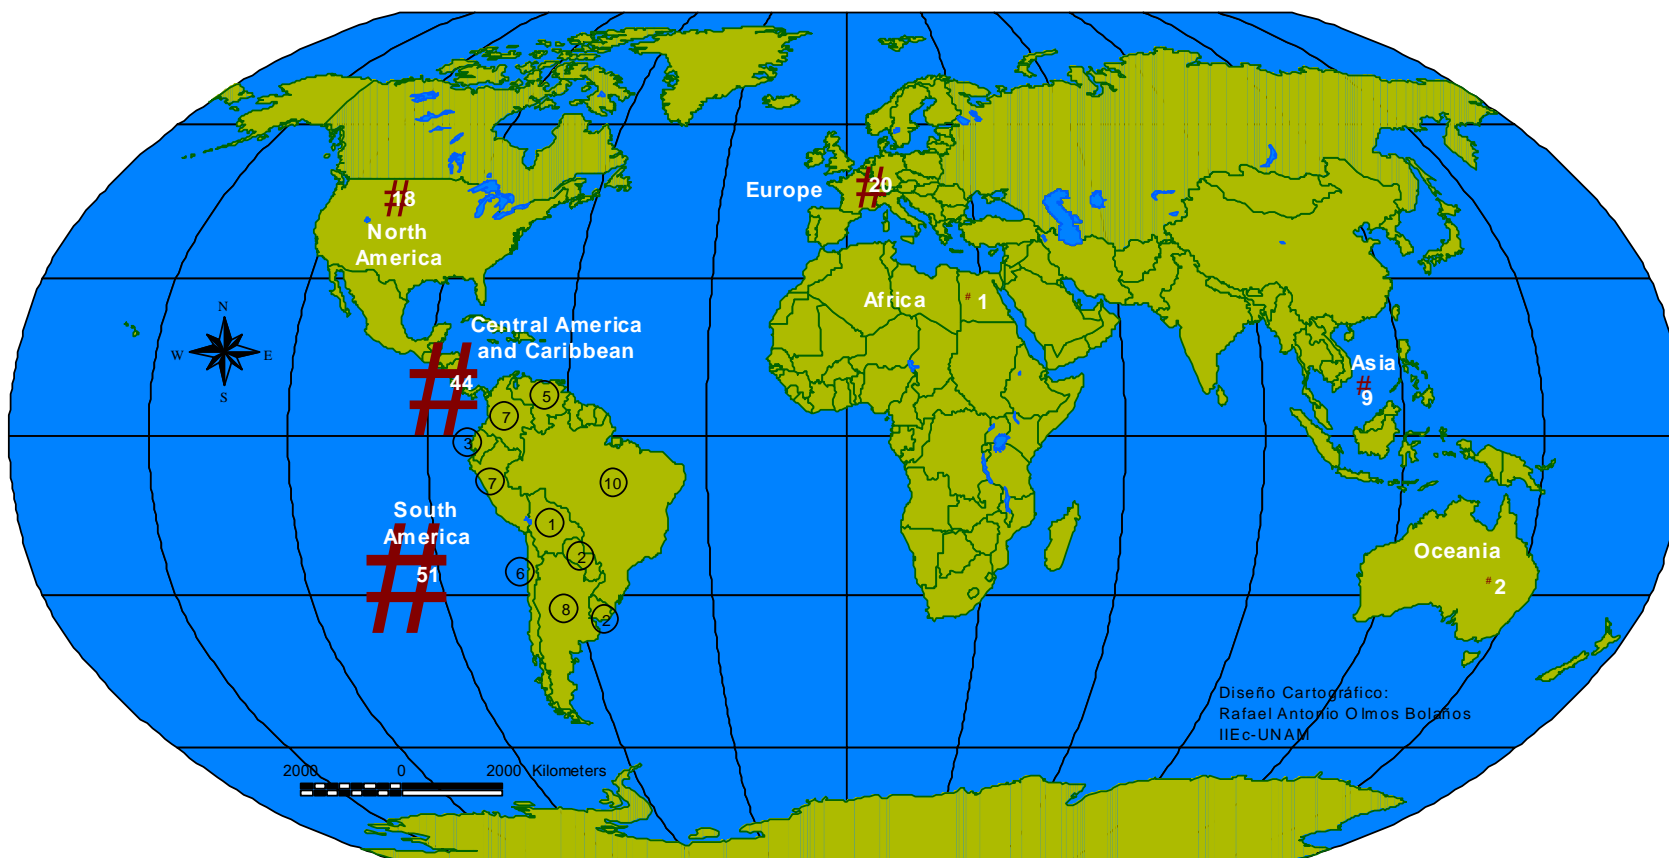 20
Europe
18
North
America
Africa
# 1
N
W
E
S
Central America
and Caribbean
44
Asia
#
9
5
7
3
7
10
South
America
1
2
6
51
8
2
Oceania
# 2
Diseño Cartográfico:
Rafael Antonio Olmos Bolaños
IIEc-UNAM
2000 0 2000 Kilometers